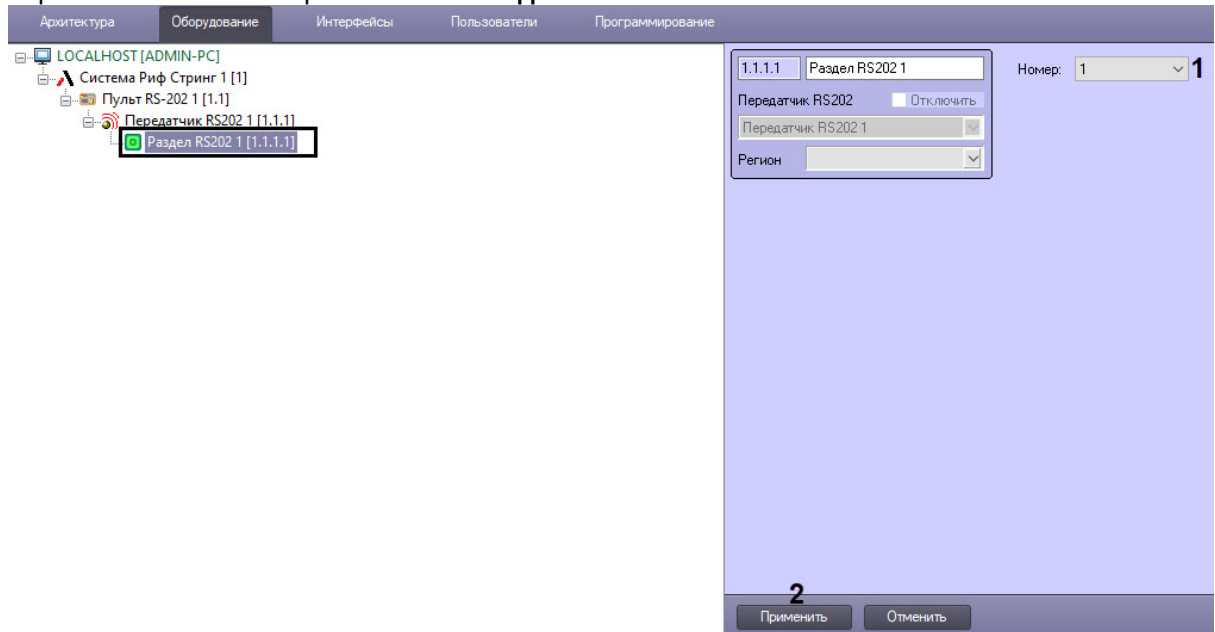 Архитектура Оборудование Интерфейсы Пользователи Программирование
LOCALHOST [ADMIN-PC]
Система Риф Стринг 1 [1]
Пульт RS-202 1 [1.1]
Передатчик RS202 1 [1.1.1]
Раздел RS202 1 [1.1.1.1]
1.1.1.1 Раздел RS202 1 Номер: 1 1
Передатчик RS202 Отключить
Передатчик RS202 1
Регион
2
Применить Отменить